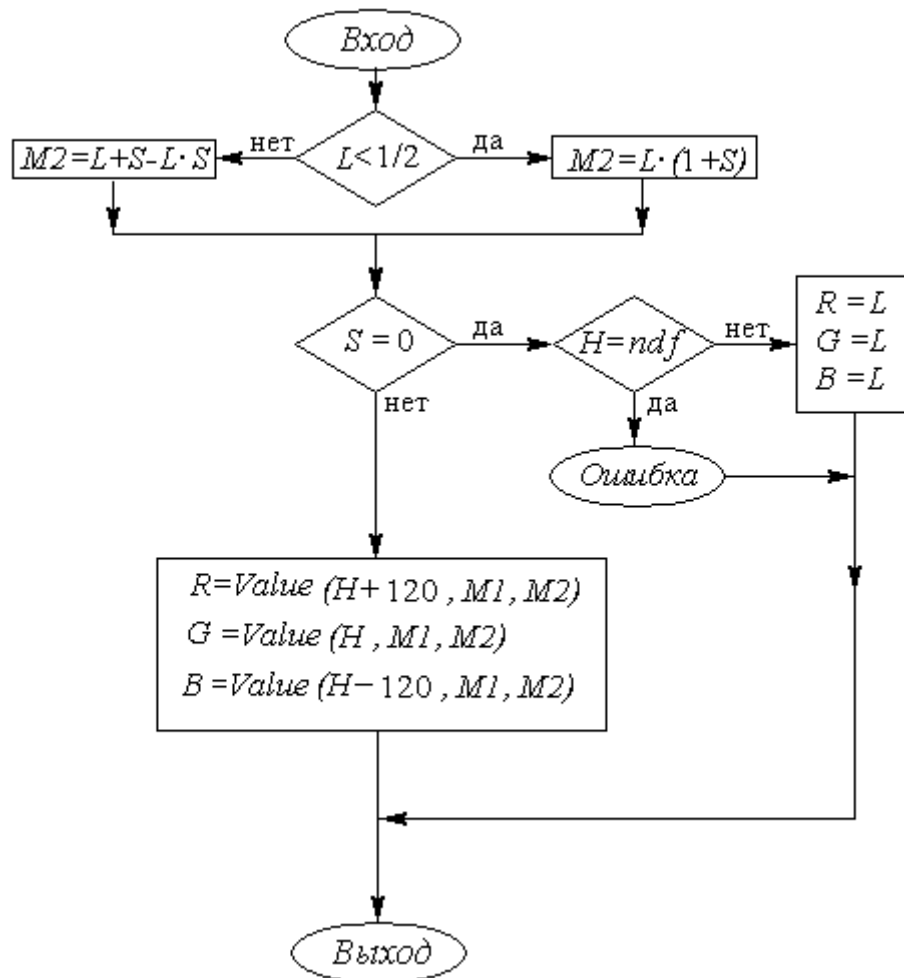 Вход
нет
L<1/2
да
M2=L+S-L·S
M2=L·(1+S)
S=0
да
H=ndf
нет
R=L
G=L
B=L
нет
да
Ошибка
R=Value (H+120, M1, M2)
G=Value (H, M1, M2)
B=Value (H-120, M1, M2)
Выход